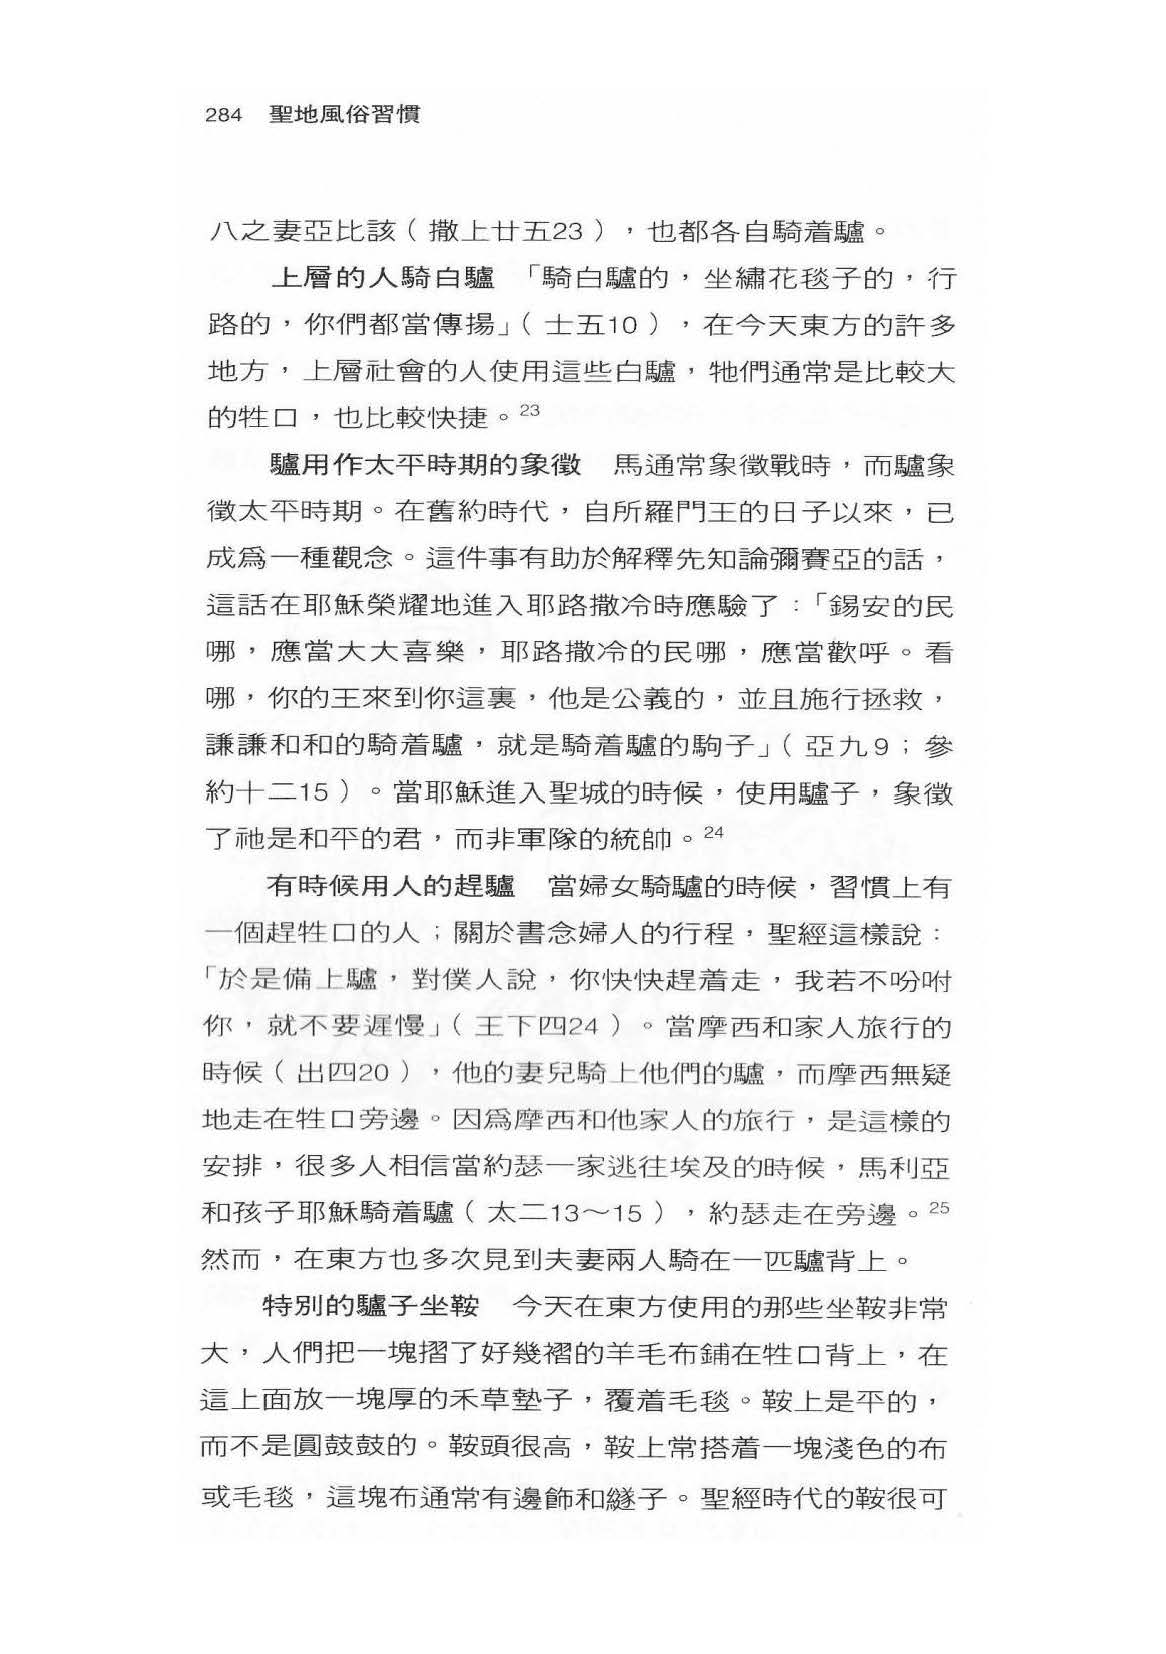 284 聖地風俗習慣
八之妻亞比該（撒上廿五23），也都各自騎着驢。
上層的人騎白驢 「騎白驢的，坐繡花毯子的，行
路的，你們都當傳揚」（士五10），在今天東方的許多
地方，上層社會的人使用這些白驢，牠們通常是比較大
的牲口，也比較快捷。23
驢用作太平時期的象徵 馬通常象徵戰時，而驢象
徵太平時期。在舊約時代，自所羅門王的日子以來，已
成爲一種觀念。這件事有助於解釋先知論彌賽亞的話，
這話在耶穌榮耀地進入耶路撒冷時應驗了：「錫安的民
哪，應當大大喜樂，耶路撒冷的民哪，應當歡呼。看
哪，你的王來到你這裏，他是公義的，並且施行拯救，
謙謙和和的騎着驢，就是騎着驢的駒子」（亞九9；參
約十二15）。當耶穌進入聖城的時候，使用驢子，象徵
了祂是和平的君，而非軍隊的統帥。24
有時候用人的趕驢 當婦女騎驢的時候，習慣上有
一個趕牲口的人；關於書念婦人的行程，聖經這樣說：
「於是備上驢，對僕人說，你快快趕着走，我若不吩咐
你，就不要遲慢」（王下四24）。當摩西和家人旅行的
時候（出四20），他的妻兒騎上他們的驢，而摩西無疑
地走在牲口旁邊。因爲摩西和他家人的旅行，是這樣的
安排，很多人相信當約瑟一家逃往埃及的時候，馬利亞
和孩子耶穌騎着驢（太二13～15），約瑟走在旁邊。25
然而，在東方也多次見到夫妻兩人騎在一匹驢背上。
特別的驢子坐鞍 今天在東方使用的那些坐鞍非常
大，人們把一塊摺了好幾褶的羊毛布鋪在牲口背上，在
這上面放一塊厚的禾草墊子，覆着毛毯。鞍上是平的，
而不是圓鼓鼓的。鞍頭很高，鞍上常搭着一塊淺色的布
或毛毯，這塊布通常有邊飾和繸子。聖經時代的鞍很可